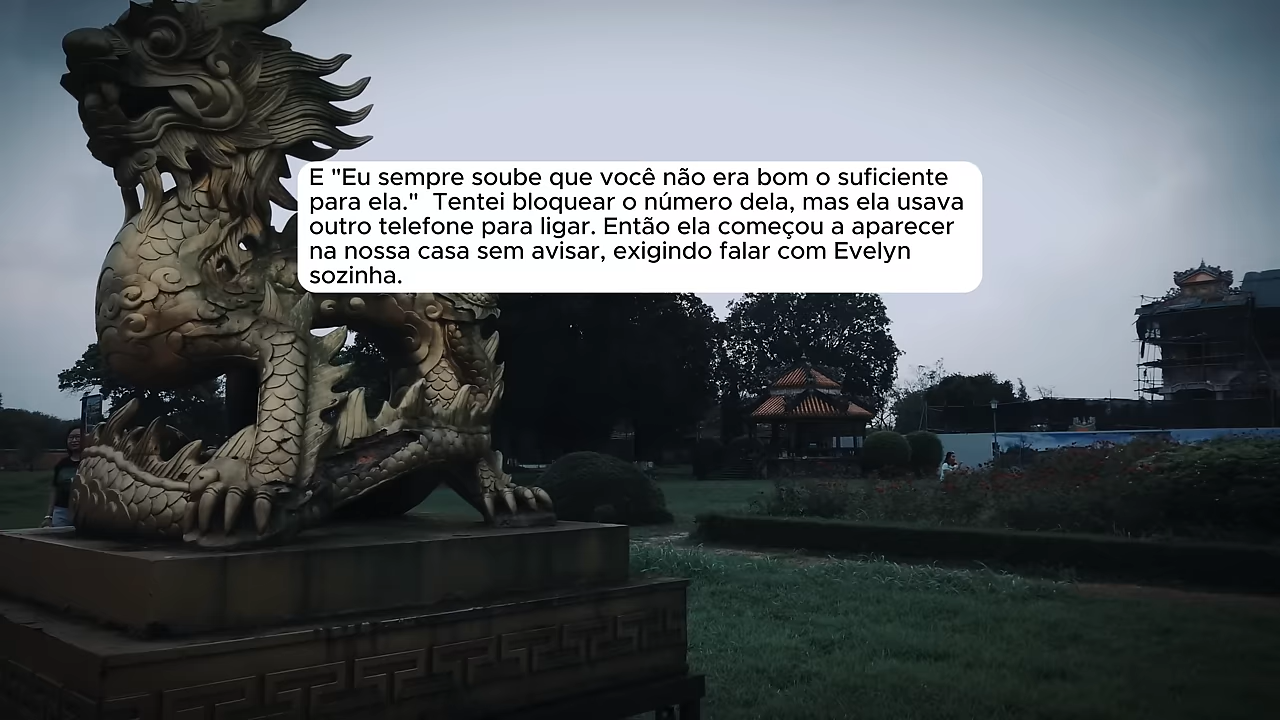 E "Eu sempre soube que você não era bom o suficiente
para ela."  Tentei bloquear o número dela, mas ela usava
outro telefone para ligar. Então ela começou a aparecer
na nossa casa sem avisar, exigindo falar com Evelyn
sozinha.